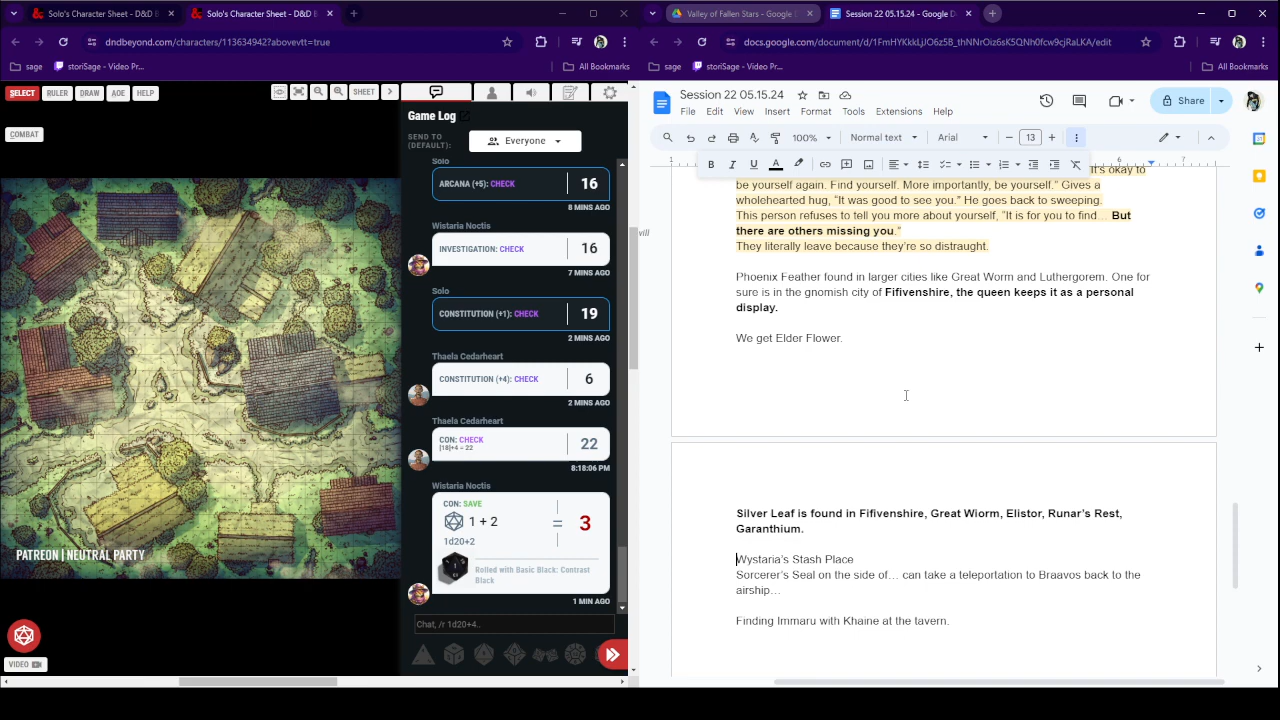 Solo's Character Sheet - D&D B
Solo's Character Sheet - D&D B
dndbeyond.com/characters/113634942?abovevtt=true
sage
storiSage - Video Pr...
All Bookmarks
SELECT
RULER
DRAW
AOE
HELP
SHEET
COMBAT
Game Log
SEND TO
(DEFAULT):
Everyone
Solo
ARCANA (+5): CHECK
16
8 MINS AGO
Wistaria Noctis
INVESTIGATION: CHECK
16
7 MINS AGO
Solo
CONSTITUTION (+1): CHECK
19
2 MINS AGO
Thaela Cedarheart
CONSTITUTION (+4): CHECK
6
2 MINS AGO
Thaela Cedarheart
CON: CHECK
[18]+4 = 22
22
8:18:06 PM
Wistaria Noctis
CON: SAVE
1 + 2
=
3
1d20+2
Rolled with Basic Black: Contrast
Black
1 MIN AGO
Chat, /r 1d20+4..
PATREON | NEUTRAL PARTY
VIDEO
Valley of Fallen Stars - Google D
Session 22 05.15.24 - Google D
docs.google.com/document/d/1FmHYKkkLjJO6z5B_thNNrOiz6sK5QNh0fcw9cjRaLKA/edit
sage
storiSage - Video Pr...
All Bookmarks
Session 22 05.15.24
File
Edit
View
Insert
Format
Tools
Extensions
Help
Share
100%
Normal text
Arial
13
1
6
7
vill
It's okay to
be yourself again. Find yourself. More importantly, be yourself." Gives a
wholehearted hug, "It was good to see you." He goes back to sweeping.
This person refuses to tell you more about yourself, "It is for you to find... But
there are others missing you."
They literally leave because they're so distraught.
Phoenix Feather found in larger cities like Great Worm and Luthergorem. One for
sure is in the gnomish city of Fifivenshire, the queen keeps it as a personal
display.
We get Elder Flower.
Silver Leaf is found in Fifivenshire, Great Wiorm, Elistor, Runar's Rest,
Garanthium.
Wystaria's Stash Place
Sorcerer's Seal on the side of... can take a teleportation to Braavos back to the
airship...
Finding Immaru with Khaine at the tavern.